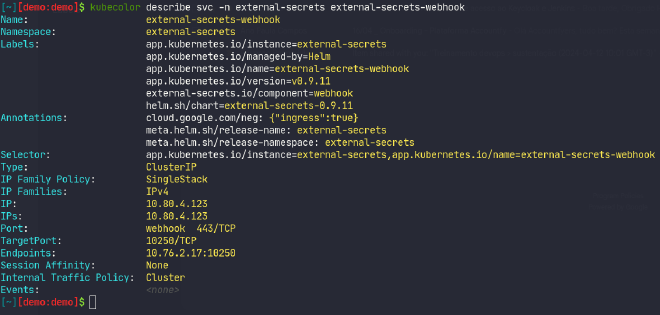 [~][demo:demo]$ kubecolor describe svc -n external-secrets external-secrets-webhook
Name: external-secrets-webhook
Namespace: external-secrets
Labels: app.kubernetes.io/instance=external-secrets
app.kubernetes.io/managed-by=Helm
app.kubernetes.io/name=external-secrets-webhook
app.kubernetes.io/version=v0.9.11
external-secrets.io/component=webhook
helm.sh/chart=external-secrets-0.9.11
Annotations: cloud.google.com/neg: {"ingress":true}
meta.helm.sh/release-name: external-secrets
meta.helm.sh/release-namespace: external-secrets
Selector: app.kubernetes.io/instance=external-secrets,app.kubernetes.io/name=external-secrets-webhook
Type: ClusterIP
IP Family Policy: SingleStack
IP Families: IPv4
IP: 10.80.4.123
IPs: 10.80.4.123
Port: webhook 443/TCP
TargetPort: 10250/TCP
Endpoints: 10.76.2.17:10250
Session Affinity: None
Internal Traffic Policy: Cluster
Events: <none>
[~][demo:demo]$